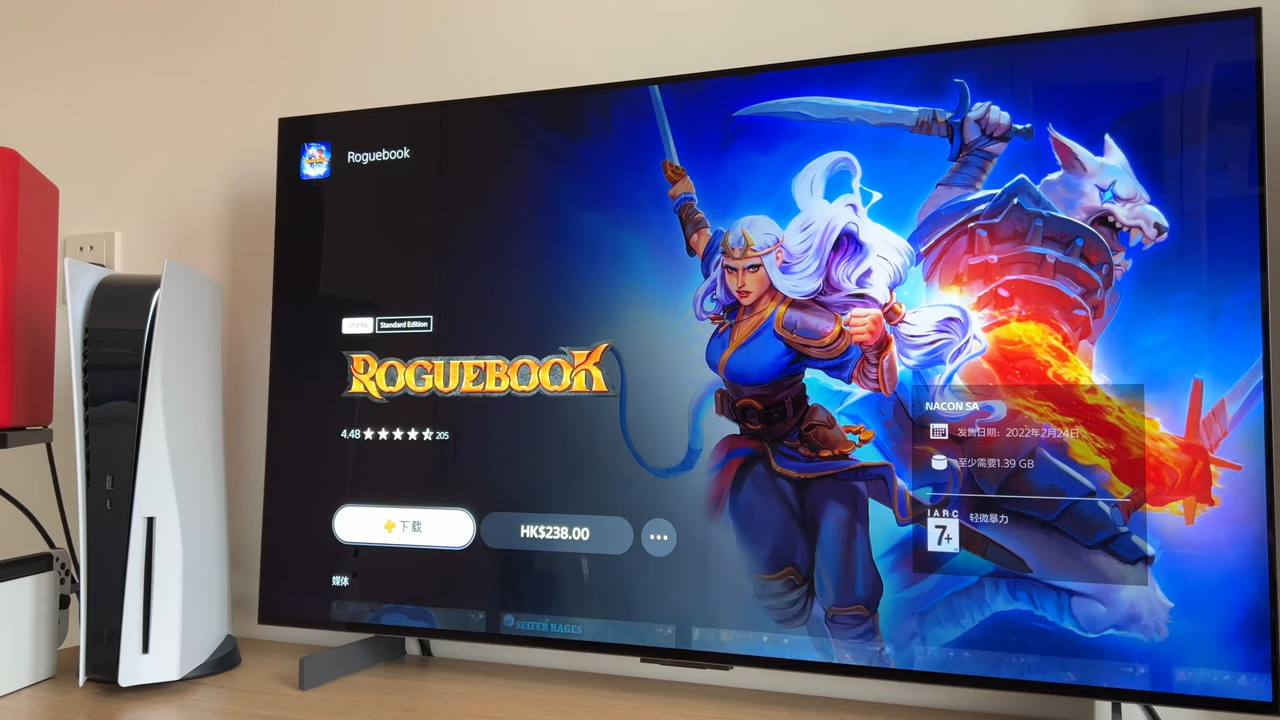 Roguebook
PS5
Standard Edition
ROGUEBOOK
4.48
205
下载
HK$238.00
媒体
SEIFER RAGES
NACON SA
发售日期：2022年2月24日
至少需要1.39 GB
IARC
7+
轻微暴力